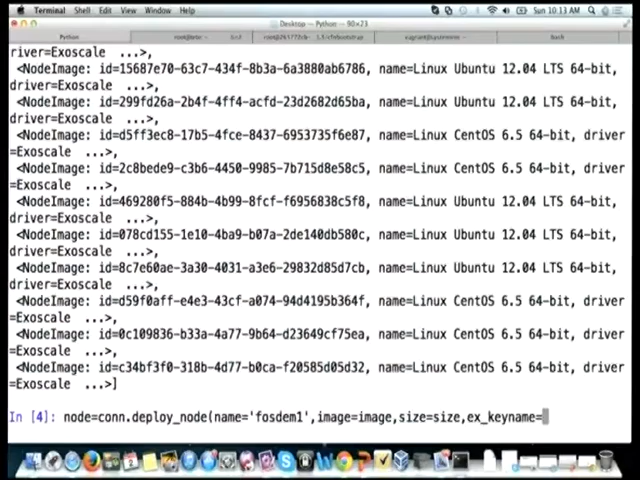 Terminal Shell Edit View Window Help
Sun 10:13 AM
Desktop — Python — 90×23
Python
bash
river=Exoscale ...>,
<NodeImage: id=15687e70-63c7-434f-8b3a-6a3880ab6786, name=Linux Ubuntu 12.04 LTS 64-bit,
driver=Exoscale ...>,
<NodeImage: id=299fd26a-2b4f-4ff4-acfd-23d2682d65ba, name=Linux Ubuntu 12.04 LTS 64-bit,
driver=Exoscale ...>,
<NodeImage: id=d5ff3ec8-17b5-4fce-8437-6953735f6e87, name=Linux CentOS 6.5 64-bit, driver
=Exoscale ...>,
<NodeImage: id=2c8bede9-c3b6-4450-9985-7b715d8e58c5, name=Linux CentOS 6.5 64-bit, driver
=Exoscale ...>,
<NodeImage: id=469280f5-884b-4b99-8fcf-f6956838c5f8, name=Linux Ubuntu 12.04 LTS 64-bit,
driver=Exoscale ...>,
<NodeImage: id=078cd155-1e10-4ba9-b07a-2de140db580c, name=Linux Ubuntu 12.04 LTS 64-bit,
driver=Exoscale ...>,
<NodeImage: id=8c7e60ae-3a30-4031-a3e6-29832d85d7cb, name=Linux Ubuntu 12.04 LTS 64-bit,
driver=Exoscale ...>,
<NodeImage: id=d59f0aff-e4e3-43cf-a074-94d4195b364f, name=Linux CentOS 6.5 64-bit, driver
=Exoscale ...>,
<NodeImage: id=0c109836-b33a-4a77-9b64-d23649cf75ea, name=Linux CentOS 6.5 64-bit, driver
=Exoscale ...>,
<NodeImage: id=c34bf3f0-318b-4d77-b0ca-f20585d05d32, name=Linux CentOS 6.5 64-bit, driver
=Exoscale ...>]
In [4]: node=conn.deploy_node(name='fosdem1',image=image,size=size,ex_keyname=